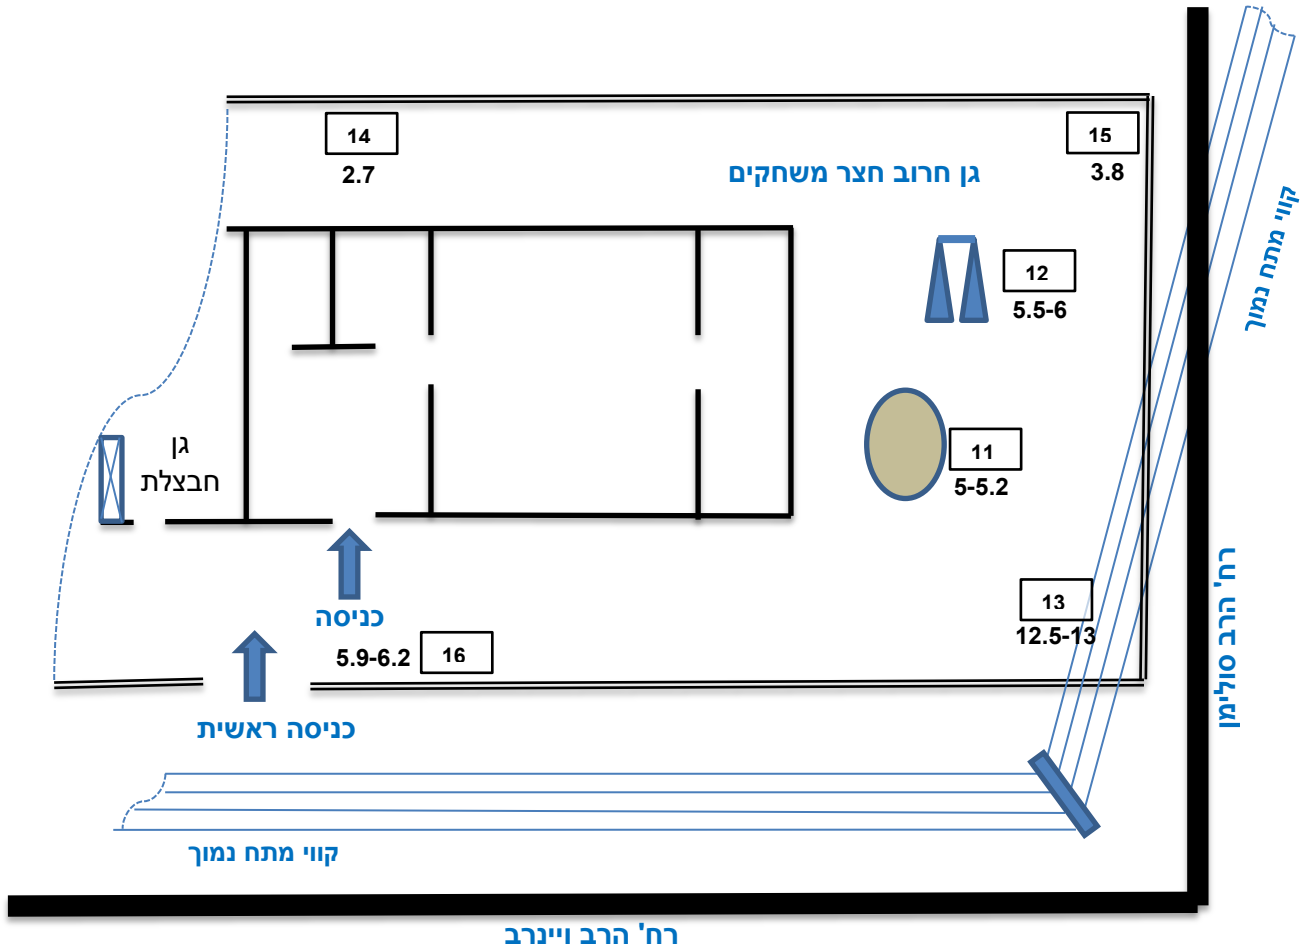 14
2.7
15
3.8
גן חרוב חצר משחקים
קווי מתח נמוך
12
5.5-6
גן
חבצלת
11
5-5.2
13
12.5-13
כניסה
5.9-6.2
16
כניסה ראשית
רח' הרב סולימן
קווי מתח נמוך
רח' הרב ויינרב